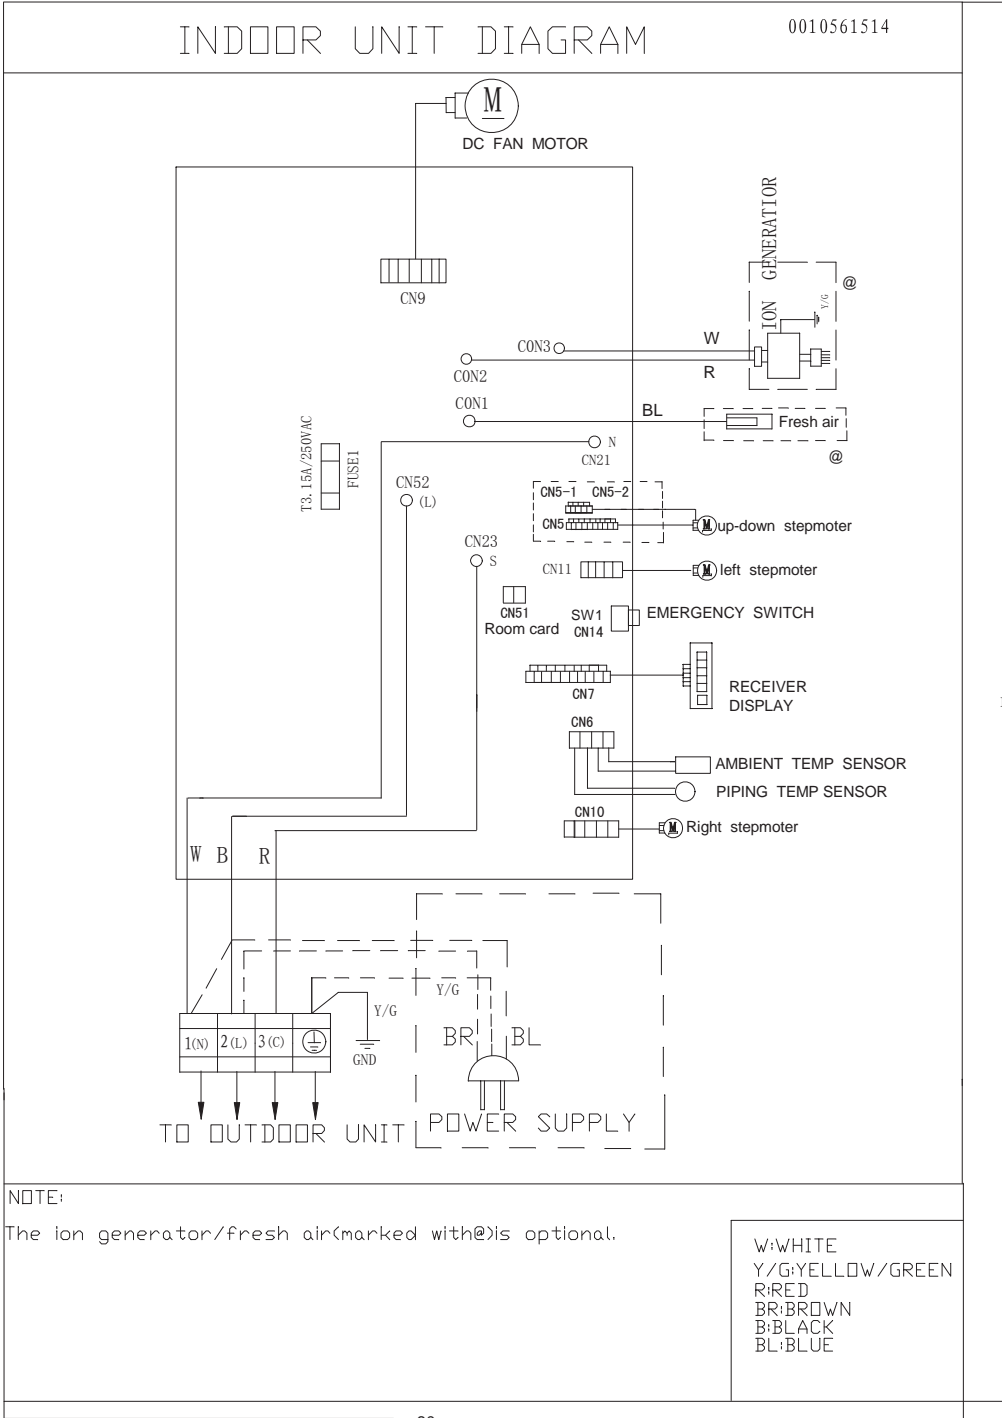 INDOOR UNIT DIAGRAM
0010561514
M
DC FAN MOTOR
CN9
ION GENERATIOR
@
Y/G
CON3
W
CON2
R
CON1
BL
Fresh air
@
T3.15A/250VAC
FUSE1
N
CN21
CN52
(L)
CN5-1 CN5-2
CN5
M
up-down stepmoter
CN23
S
CN11
M
left stepmoter
CN51
Room card
SW1
CN14
EMERGENCY SWITCH
CN7
RECEIVER
DISPLAY
CN6
AMBIENT TEMP SENSOR
PIPING TEMP SENSOR
CN10
M
Right stepmoter
W B R
Y/G
Y/G
GND
1(N) 2(L) 3(C)
BR BL
TO OUTDOOR UNIT
POWER SUPPLY
NOTE:
The ion generator/fresh air(marked with@)is optional.
W:WHITE
Y/G:YELLOW/GREEN
R:RED
BR:BROWN
B:BLACK
BL:BLUE